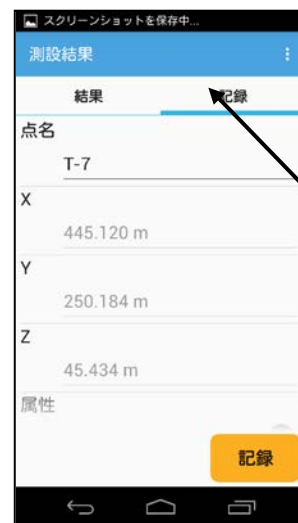 スクリーンショットを保存中...
測設結果
結果 記録
点名
T-7
X
445.120 m
Y
250.184 m
Z
45.434 m
属性
記録